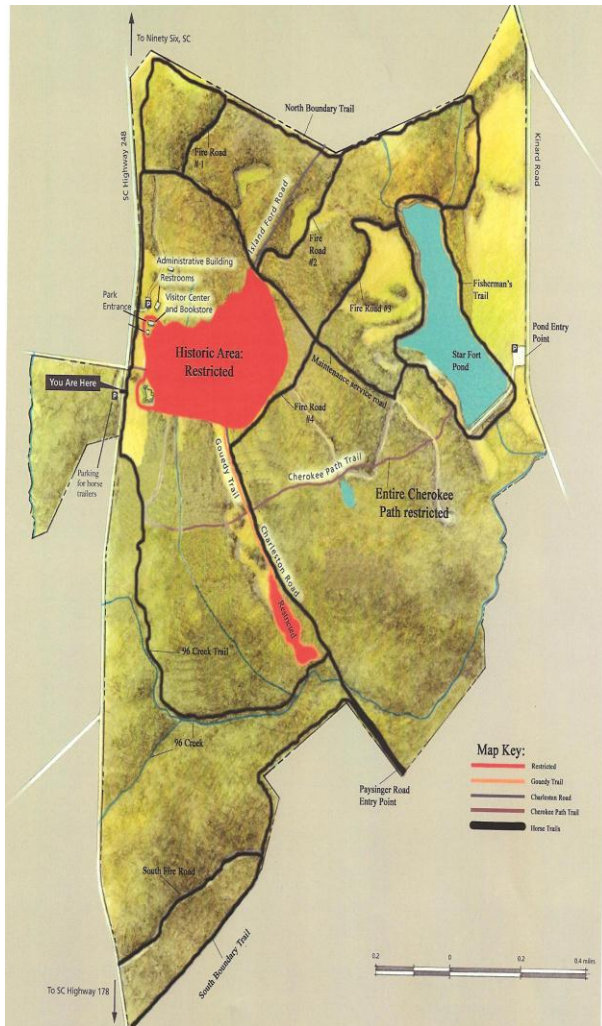 To Ninety Six, SC
North Boundary Trail
SC Highway 248
Kinard Road
Fire Road
#1
Island Ford Road
Fire
Road
#2
Administrative Building
Restrooms
Park
Entrance
P
Visitor Center
and Bookstore
Fire Road #3
Fisherman's
Trail
Pond Entry
Point
P
Star Fort
Pond
Historic Area:
Restricted
Maintenance service road
You Are Here
P
Fire Road
#4
Parking
for horse
trailers
Gouedy Trail
Cherokee Path Trail
Entire Cherokee
Path restricted
Charleston Road
Restricted
96 Creek Trail
96 Creek
Paysinger Road
Entry Point
Map Key:
Restricted
Gouedy Trail
Charleston Road
Cherokee Path Trail
Horse Trails
South Fire Road
South Boundary Trail
0.2 0 0.2 0.4 miles
To SC Highway 178